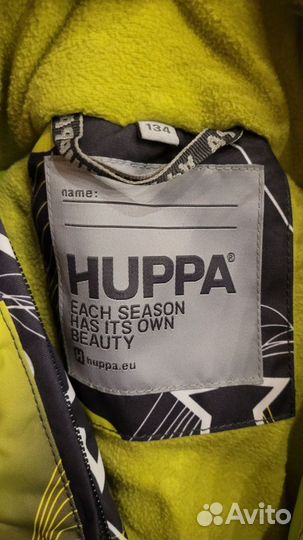 134
name:
HUPPA®
EACH SEASON
HAS ITS OWN
BEAUTY
H huppa.eu
Avito